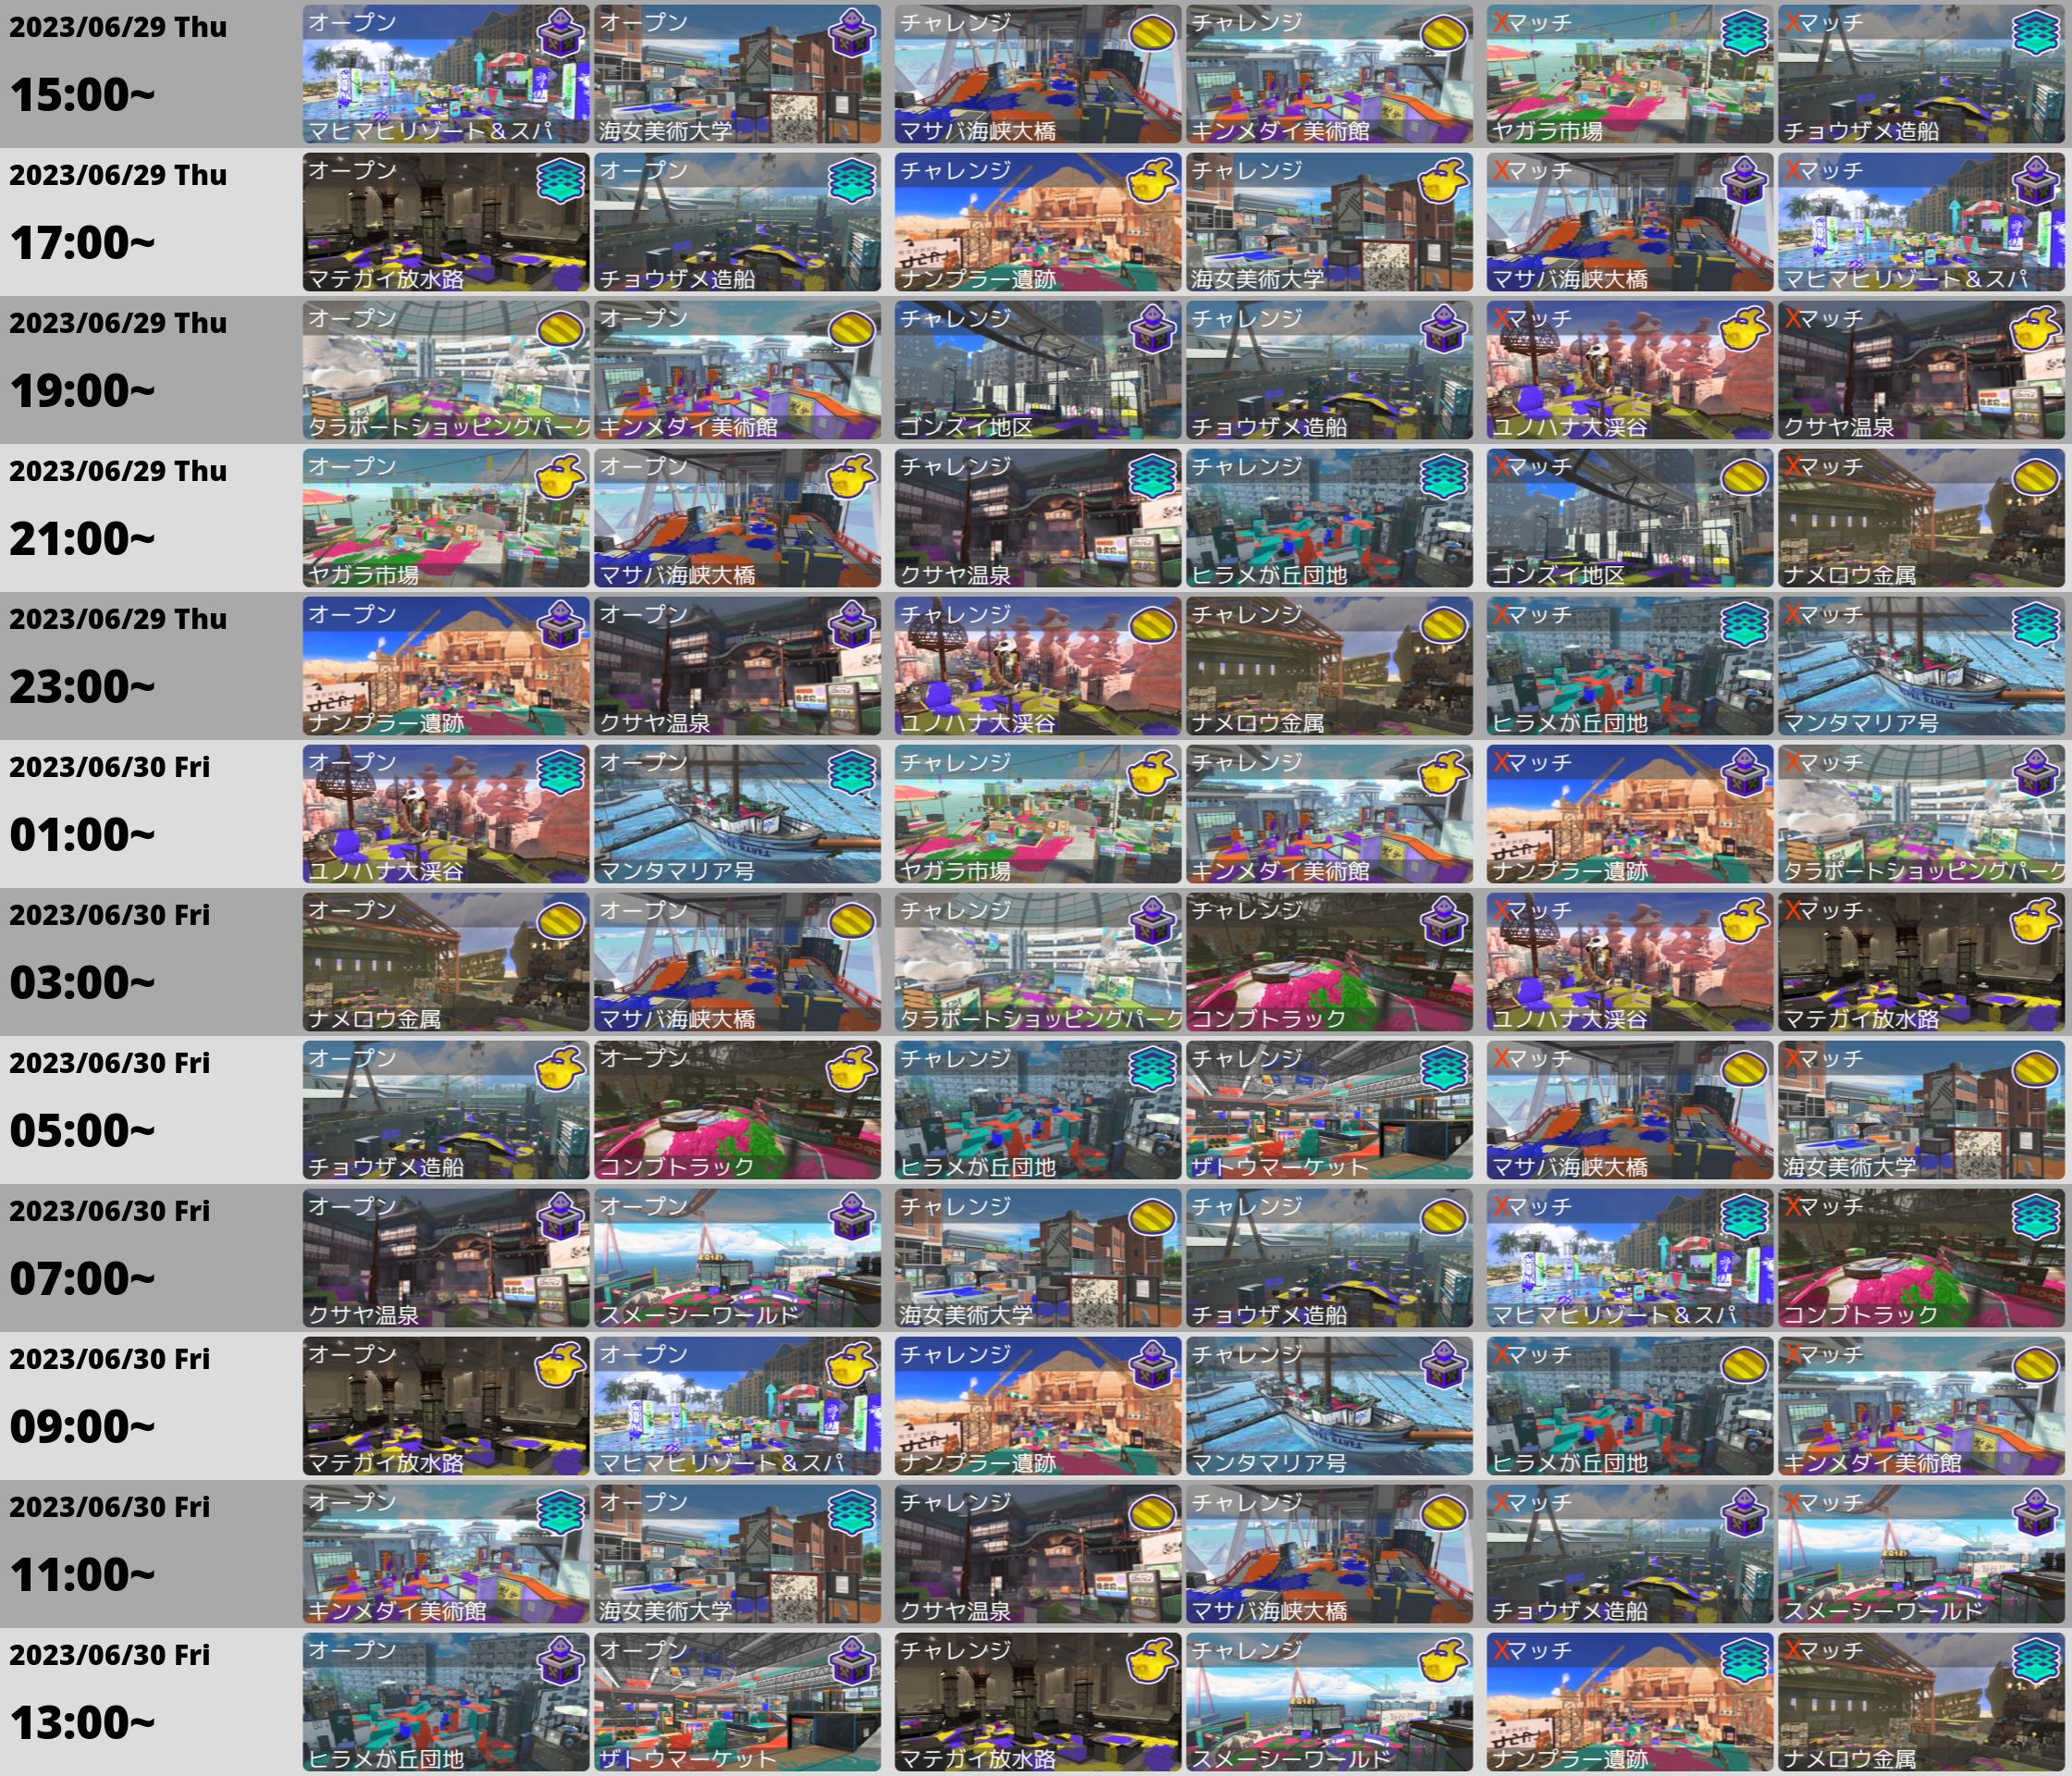 2023/06/29 Thu
15:00~
オープン オープン チャレンジ チャレンジ Xマッチ Xマッチ
マヒマヒリゾート＆スパ 海女美術大学 マサバ海峡大橋 キンメダイ美術館 ヤガラ市場 チョウザメ造船
2023/06/29 Thu
17:00~
オープン オープン チャレンジ チャレンジ Xマッチ Xマッチ
マテガイ放水路 チョウザメ造船 ナンプラー遺跡 海女美術大学 マサバ海峡大橋 マヒマヒリゾート＆スパ
2023/06/29 Thu
19:00~
オープン オープン チャレンジ チャレンジ Xマッチ Xマッチ
タラポートショッピングパーク キンメダイ美術館 ゴンズイ地区 チョウザメ造船 ユノハナ大渓谷 クサヤ温泉
2023/06/29 Thu
21:00~
オープン オープン チャレンジ チャレンジ Xマッチ Xマッチ
ヤガラ市場 マサバ海峡大橋 クサヤ温泉 ヒラメが丘団地 ゴンズイ地区 ナメロウ金属
2023/06/29 Thu
23:00~
オープン オープン チャレンジ チャレンジ Xマッチ Xマッチ
ナンプラー遺跡 クサヤ温泉 ユノハナ大渓谷 ナメロウ金属 ヒラメが丘団地 マンタマリア号
2023/06/30 Fri
01:00~
オープン オープン チャレンジ チャレンジ Xマッチ Xマッチ
ユノハナ大渓谷 マンタマリア号 ヤガラ市場 キンメダイ美術館 ナンプラー遺跡 タラポートショッピングパーク
2023/06/30 Fri
03:00~
オープン オープン チャレンジ チャレンジ Xマッチ Xマッチ
ナメロウ金属 マサバ海峡大橋 タラポートショッピングパーク コンブトラック ユノハナ大渓谷 マテガイ放水路
2023/06/30 Fri
05:00~
オープン オープン チャレンジ チャレンジ Xマッチ Xマッチ
チョウザメ造船 コンブトラック ヒラメが丘団地 ザトウマーケット マサバ海峡大橋 海女美術大学
2023/06/30 Fri
07:00~
オープン オープン チャレンジ チャレンジ Xマッチ Xマッチ
クサヤ温泉 スメーシーワールド 海女美術大学 チョウザメ造船 マヒマヒリゾート＆スパ コンブトラック
2023/06/30 Fri
09:00~
オープン オープン チャレンジ チャレンジ Xマッチ Xマッチ
マテガイ放水路 マヒマヒリゾート＆スパ ナンプラー遺跡 マンタマリア号 ヒラメが丘団地 キンメダイ美術館
2023/06/30 Fri
11:00~
オープン オープン チャレンジ チャレンジ Xマッチ Xマッチ
キンメダイ美術館 海女美術大学 クサヤ温泉 マサバ海峡大橋 チョウザメ造船 スメーシーワールド
2023/06/30 Fri
13:00~
オープン オープン チャレンジ チャレンジ Xマッチ Xマッチ
ヒラメが丘団地 ザトウマーケット マテガイ放水路 スメーシーワールド ナンプラー遺跡 ナメロウ金属